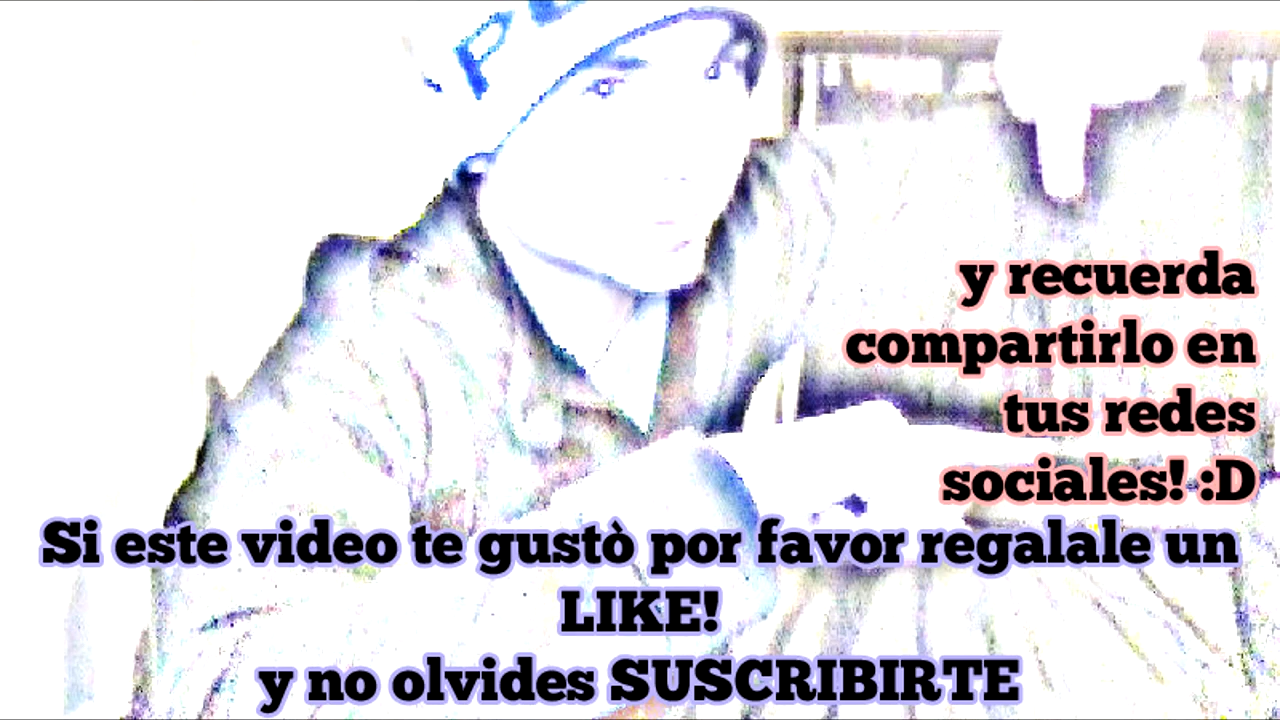 y recuerda
compartirlo en
tus redes
sociales! :D
Si este video te gustò por favor regalale un
LIKE!
y no olvides SUSCRIBIRTE